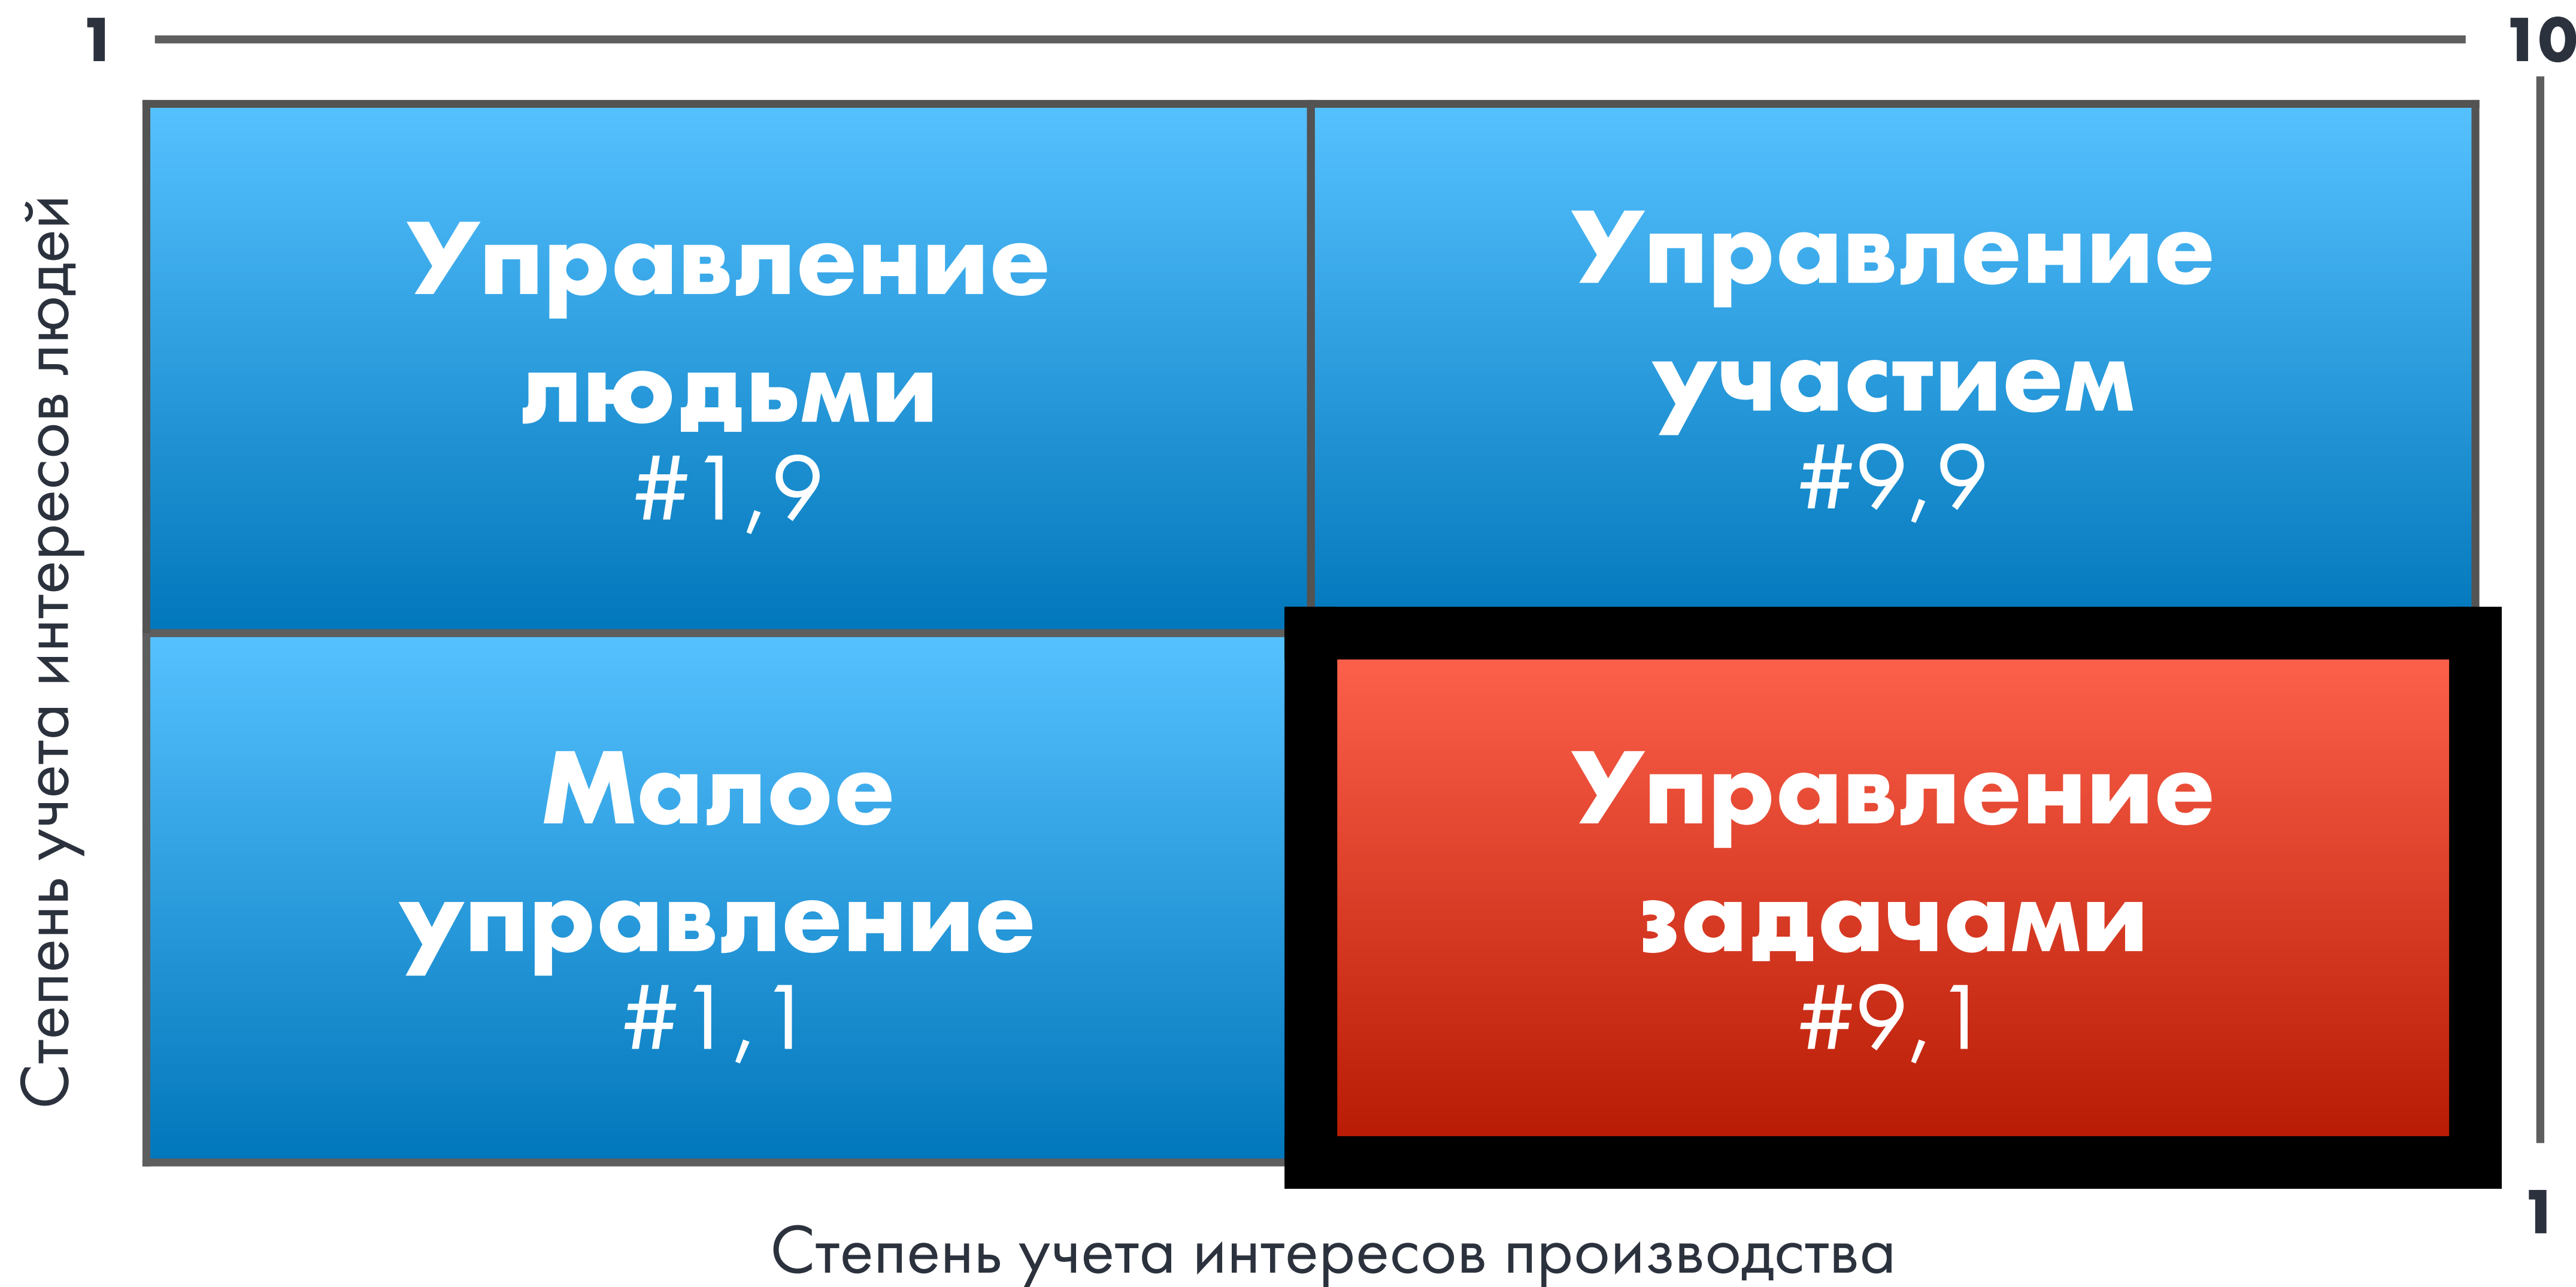 1
10
Степень учета интересов людей
Управление
людьми
#1,9
Управление
участием
#9,9
Малое
управление
#1,1
Управление
задачами
#9,1
1
Степень учета интересов производства